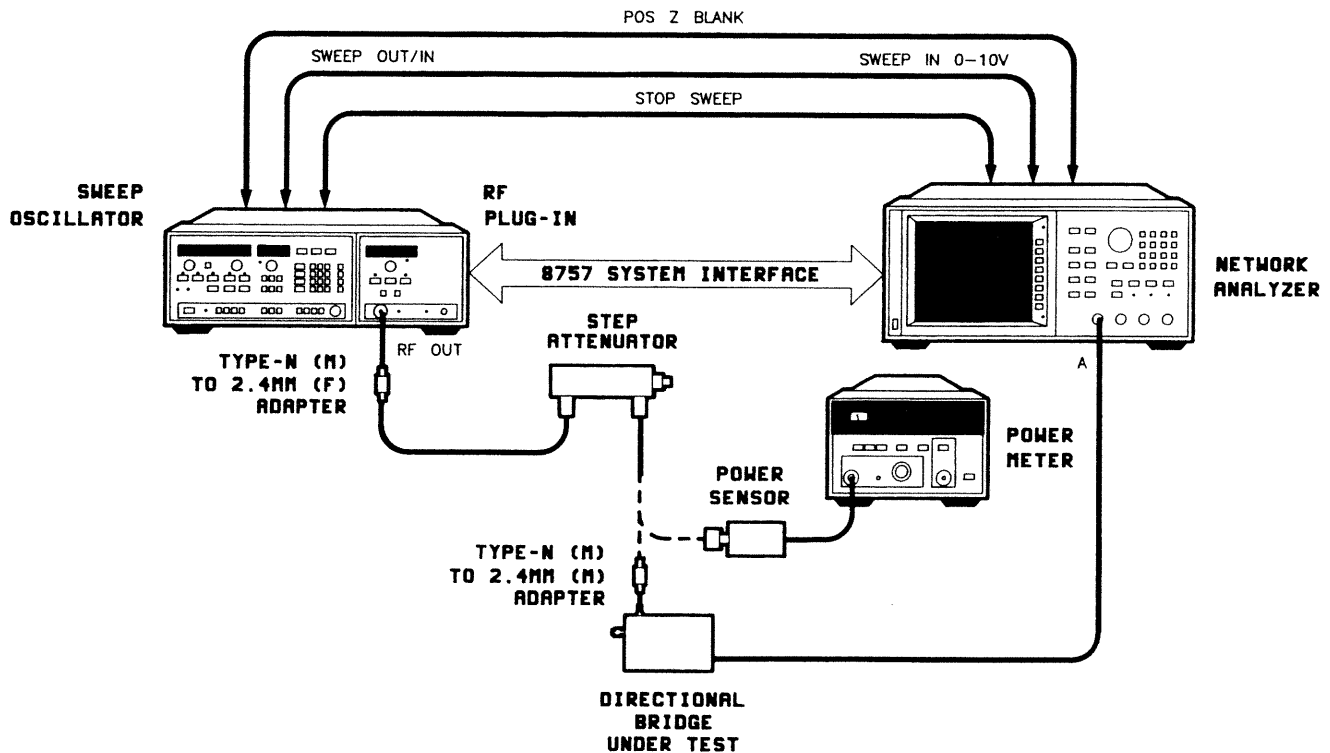 POS Z BLANK
SWEEP OUT/IN
SWEEP IN 0-10V
STOP SWEEP
SWEEP
OSCILLATOR
RF
PLUG-IN
8757 SYSTEM INTERFACE
NETWORK
ANALYZER
RF OUT
STEP
ATTENUATOR
TYPE-N (M)
TO 2.4MM (F)
ADAPTER
A
POWER
METER
POWER
SENSOR
TYPE-N (M)
TO 2.4MM (M)
ADAPTER
DIRECTIONAL
BRIDGE
UNDER TEST